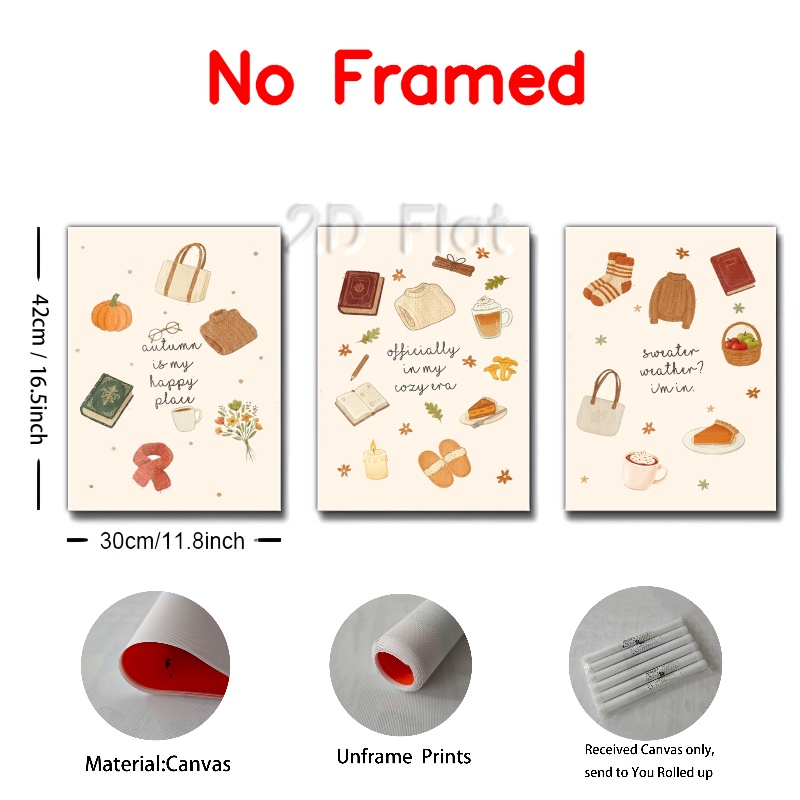 No Framed
2D Flat
42cm / 16.5inch
autumn
is my
happy
place
officially
in my
cozy era
sweater
weather?
i'm in.
30cm/11.8inch
Material:Canvas
Unframe Prints
Received Canvas only,
send to You Rolled up